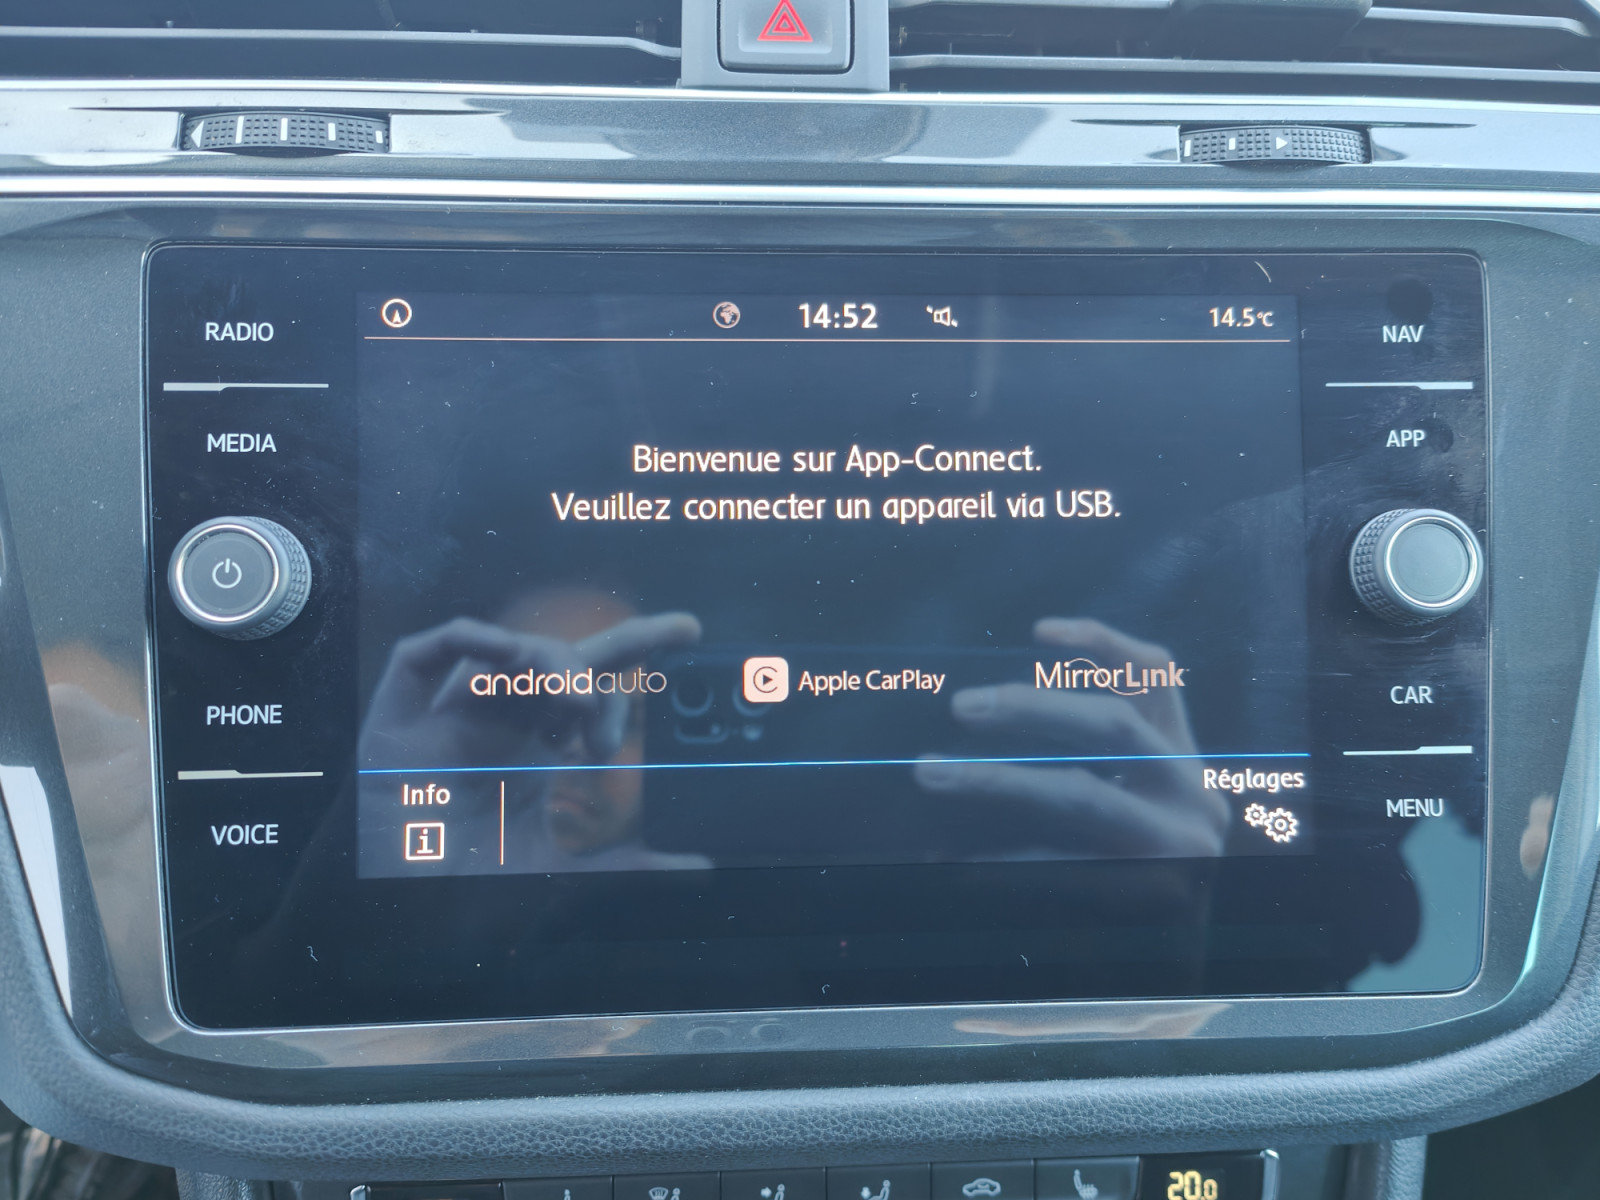 14:52
14.5°C
RADIO
NAV
MEDIA
APP
Bienvenue sur App-Connect.
Veuillez connecter un appareil via USB.
androidauto
Apple CarPlay
MirrorLink
PHONE
CAR
Info
Réglages
VOICE
MENU
20.0